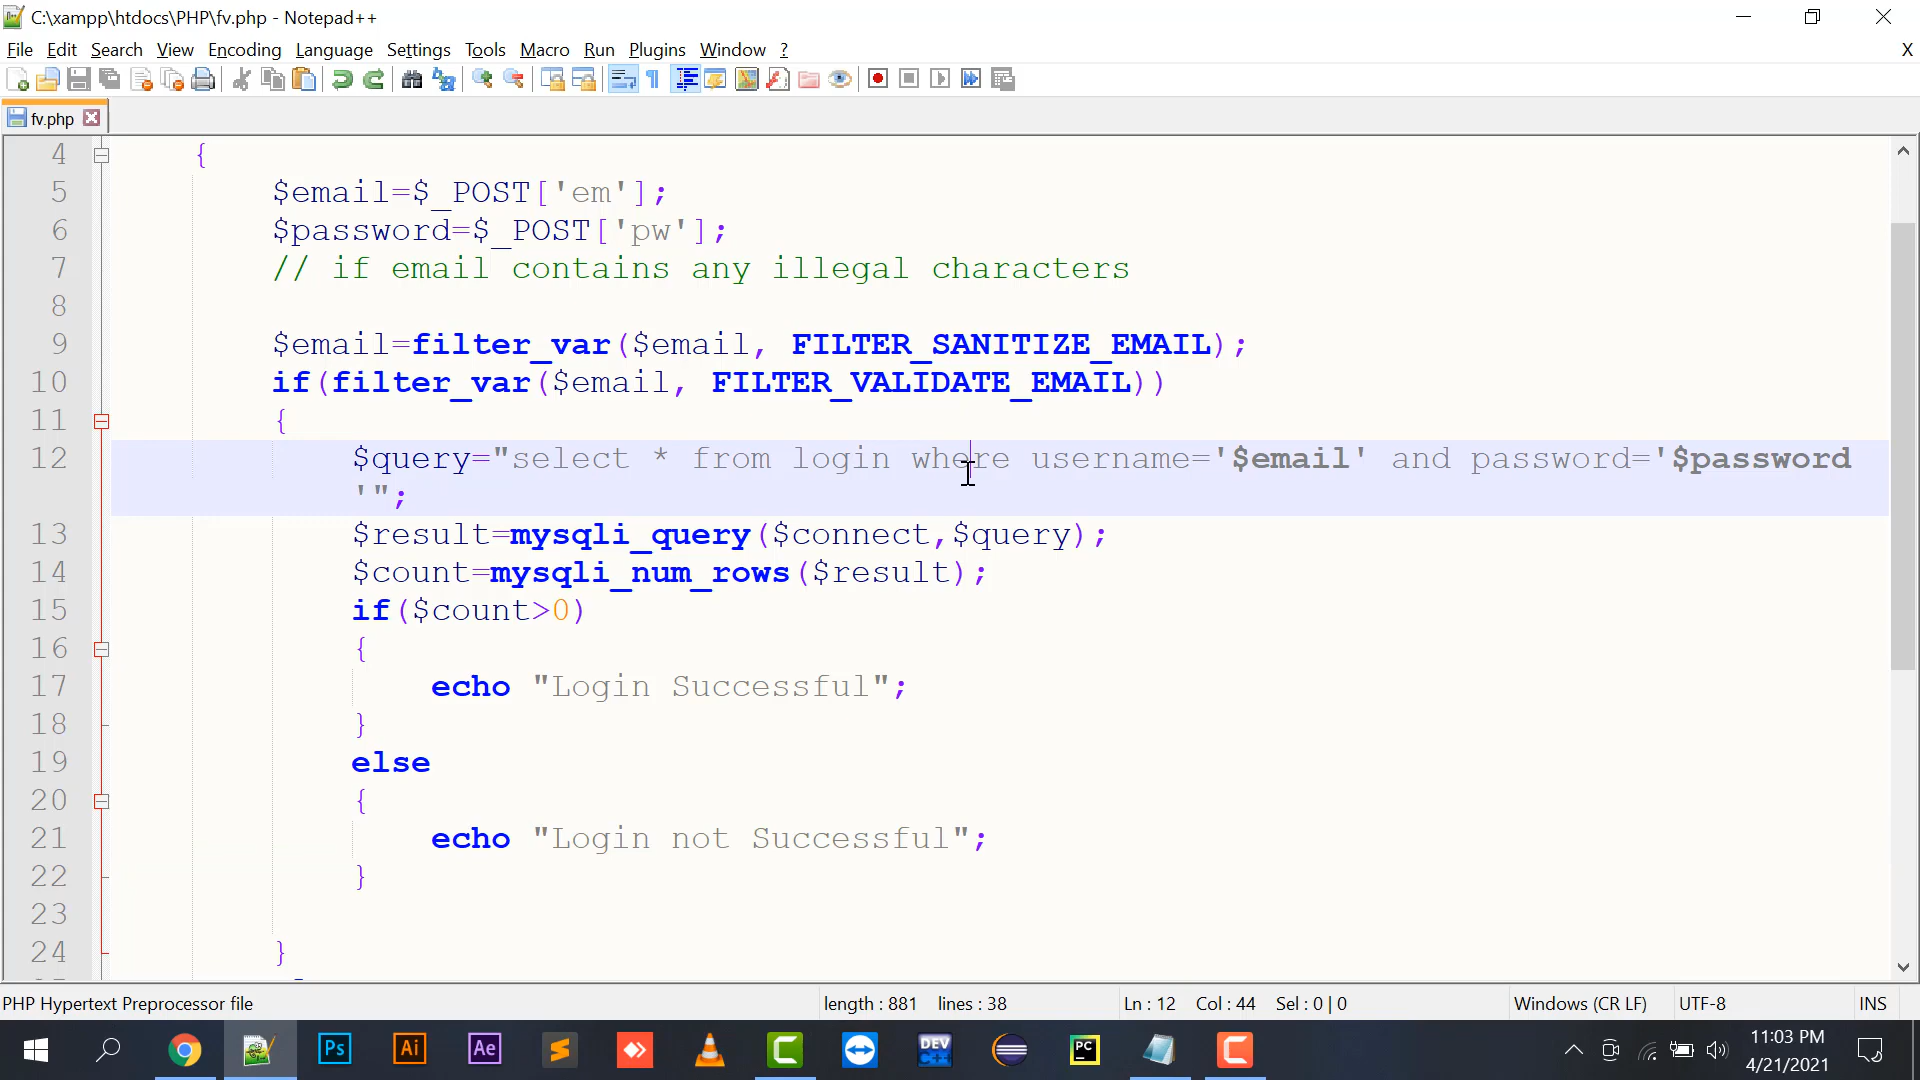 C:\xampp\htdocs\PHP\fv.php - Notepad++
File Edit Search View Encoding Language Settings Tools Macro Run Plugins Window ? X
fv.php
4 {
5 $email=$_POST['em'];
6 $password=$_POST['pw'];
7 // if email contains any illegal characters
8
9 $email=filter_var($email, FILTER_SANITIZE_EMAIL);
10 if(filter_var($email, FILTER_VALIDATE_EMAIL))
11 {
12 $query="select * from login where username='$email' and password='$password
'";
13 $result=mysqli_query($connect,$query);
14 $count=mysqli_num_rows($result);
15 if($count>0)
16 {
17 echo "Login Successful";
18 }
19 else
20 {
21 echo "Login not Successful";
22 }
23
24 }
PHP Hypertext Preprocessor file length : 881 lines : 38 Ln : 12 Col : 44 Sel : 0 | 0 Windows (CR LF) UTF-8 INS
Ps Ai Ae DEV C++ PC
11:03 PM
4/21/2021